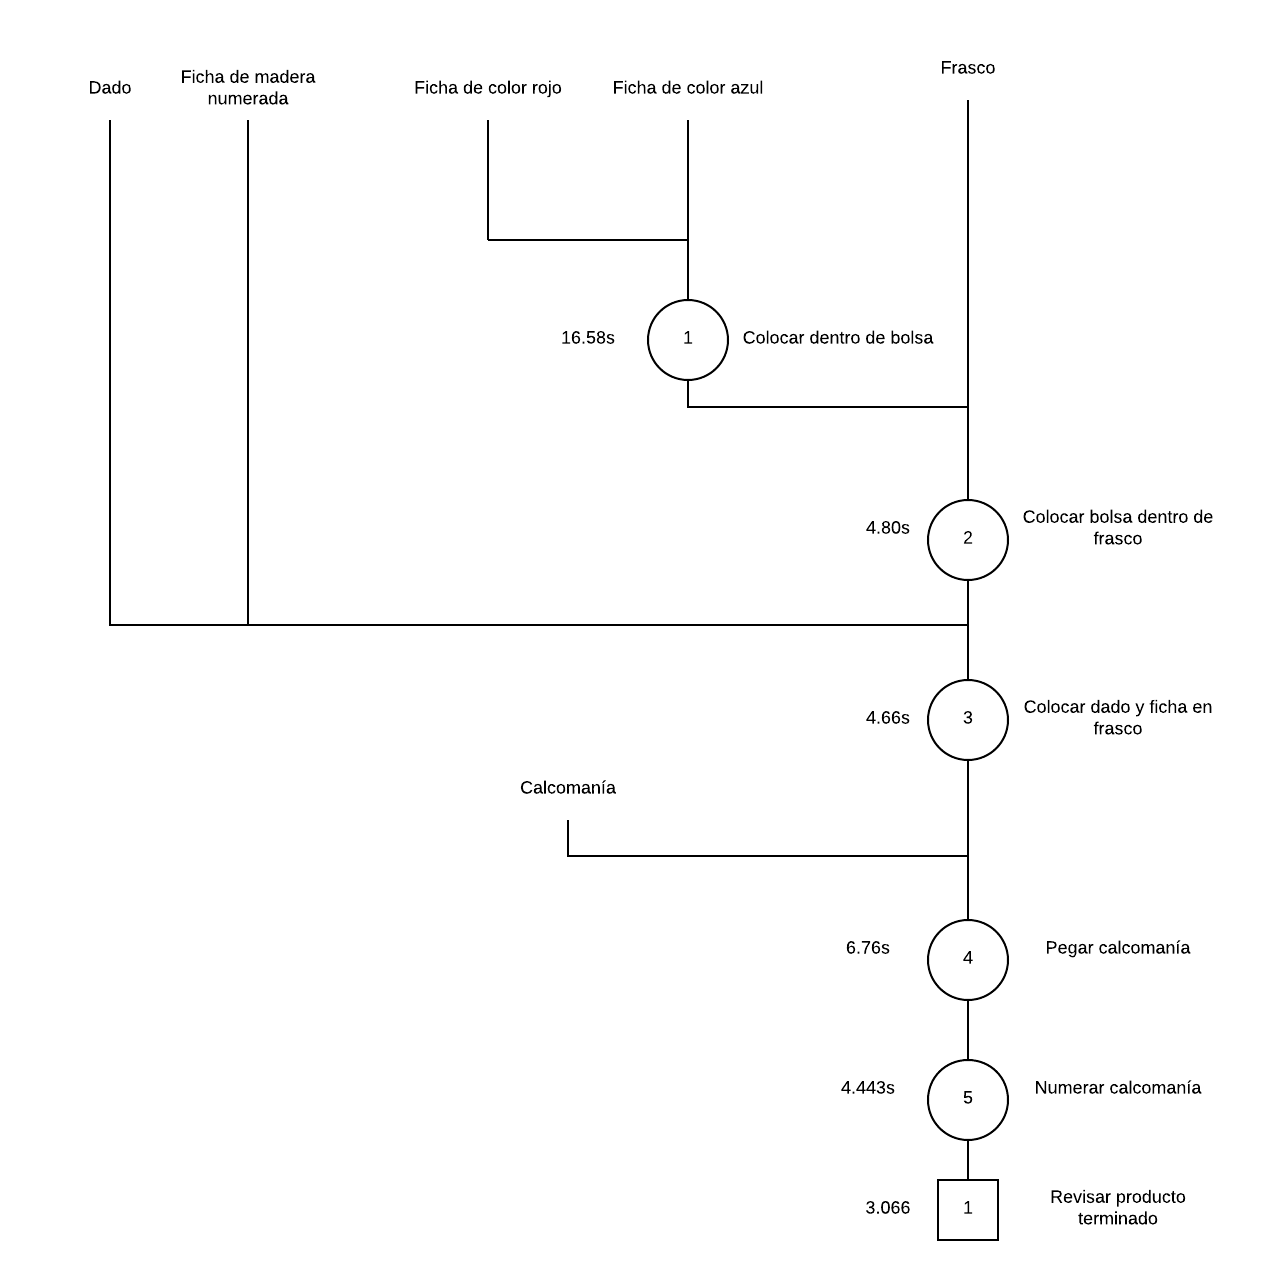 Frasco
Dado
Ficha de madera
numerada
Ficha de color rojo
Ficha de color azul
16.58s
1
Colocar dentro de bolsa
4.80s
2
Colocar bolsa dentro de
frasco
4.66s
3
Colocar dado y ficha en
frasco
Calcomanía
6.76s
4
Pegar calcomanía
4.443s
5
Numerar calcomanía
3.066
1
Revisar producto
terminado